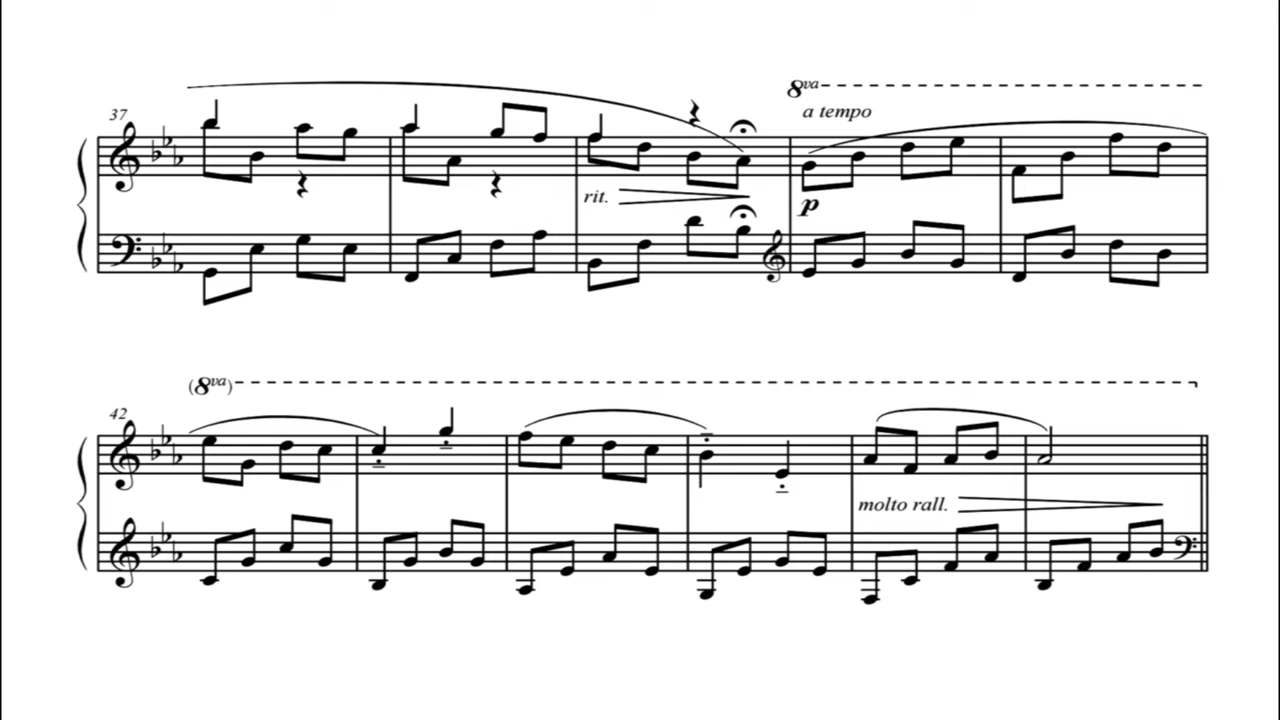 8va
37
a tempo
rit.
p
(8va)
42
molto rall.